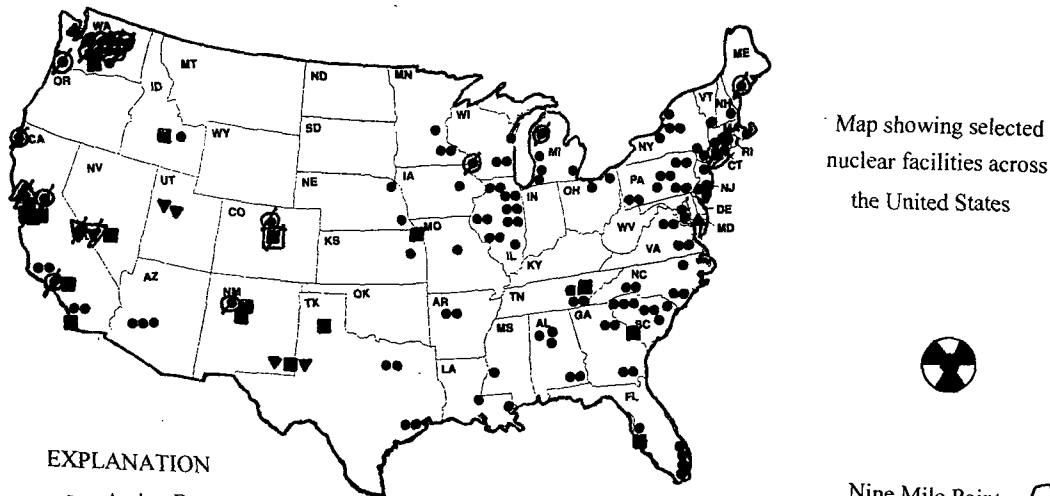 WA
ME
MT
ND
MN
VT
NH
OR
ID
WI
SD
MI
NY
RI
CA
WY
CT
NV
IA
PA
NE
OH
NJ
UT
IN
DE
CO
MO
WV
MD
KS
IL
VA
KY
AZ
NC
NM
TX
OK
TN
AR
GA
SC
MS
AL
LA
FL
Map showing selected
nuclear facilities across
the United States
EXPLANATION
Nine Mile Point